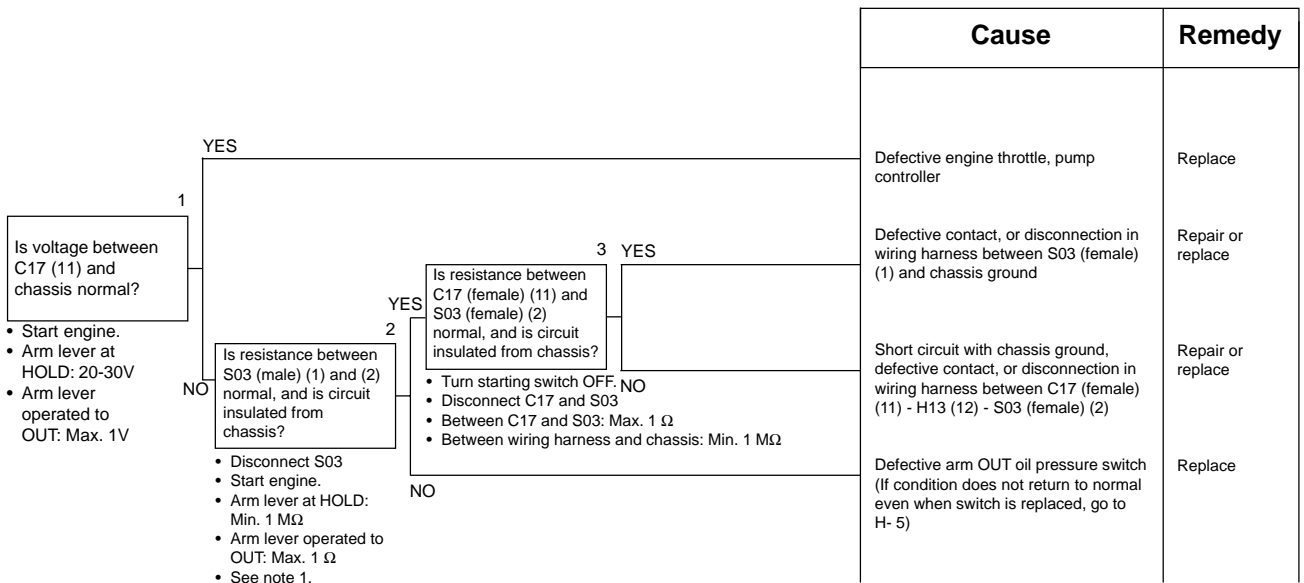 Cause
Remedy
YES
Defective engine throttle, pump
controller
Replace
1
Is voltage between
C17 (11) and
chassis normal?
• Start engine.
• Arm lever at
HOLD: 20-30V
• Arm lever
operated to
OUT: Max. 1V
NO
2
Is resistance between
S03 (male) (1) and (2)
normal, and is circuit
insulated from
chassis?
• Disconnect S03
• Start engine.
• Arm lever at HOLD:
Min. 1 MΩ
• Arm lever operated to
OUT: Max. 1 Ω
• See note 1.
YES
3
Is resistance between
C17 (female) (11) and
S03 (female) (2)
normal, and is circuit
insulated from chassis?
• Turn starting switch OFF.
• Disconnect C17 and S03
• Between C17 and S03: Max. 1 Ω
• Between wiring harness and chassis: Min. 1 MΩ
YES
Defective contact, or disconnection in
wiring harness between S03 (female)
(1) and chassis ground
Repair or
replace
NO
Short circuit with chassis ground,
defective contact, or disconnection in
wiring harness between C17 (female)
(11) - H13 (12) - S03 (female) (2)
Repair or
replace
NO
Defective arm OUT oil pressure switch
(If condition does not return to normal
even when switch is replaced, go to
H- 5)
Replace